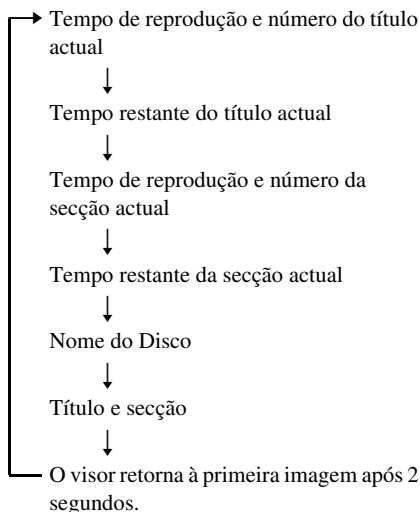 Tempo de reprodução e número do título
actual
Tempo restante do título actual
Tempo de reprodução e número da
secção actual
Tempo restante da secção actual
Nome do Disco
Título e secção
O visor retorna à primeira imagem após 2
segundos.